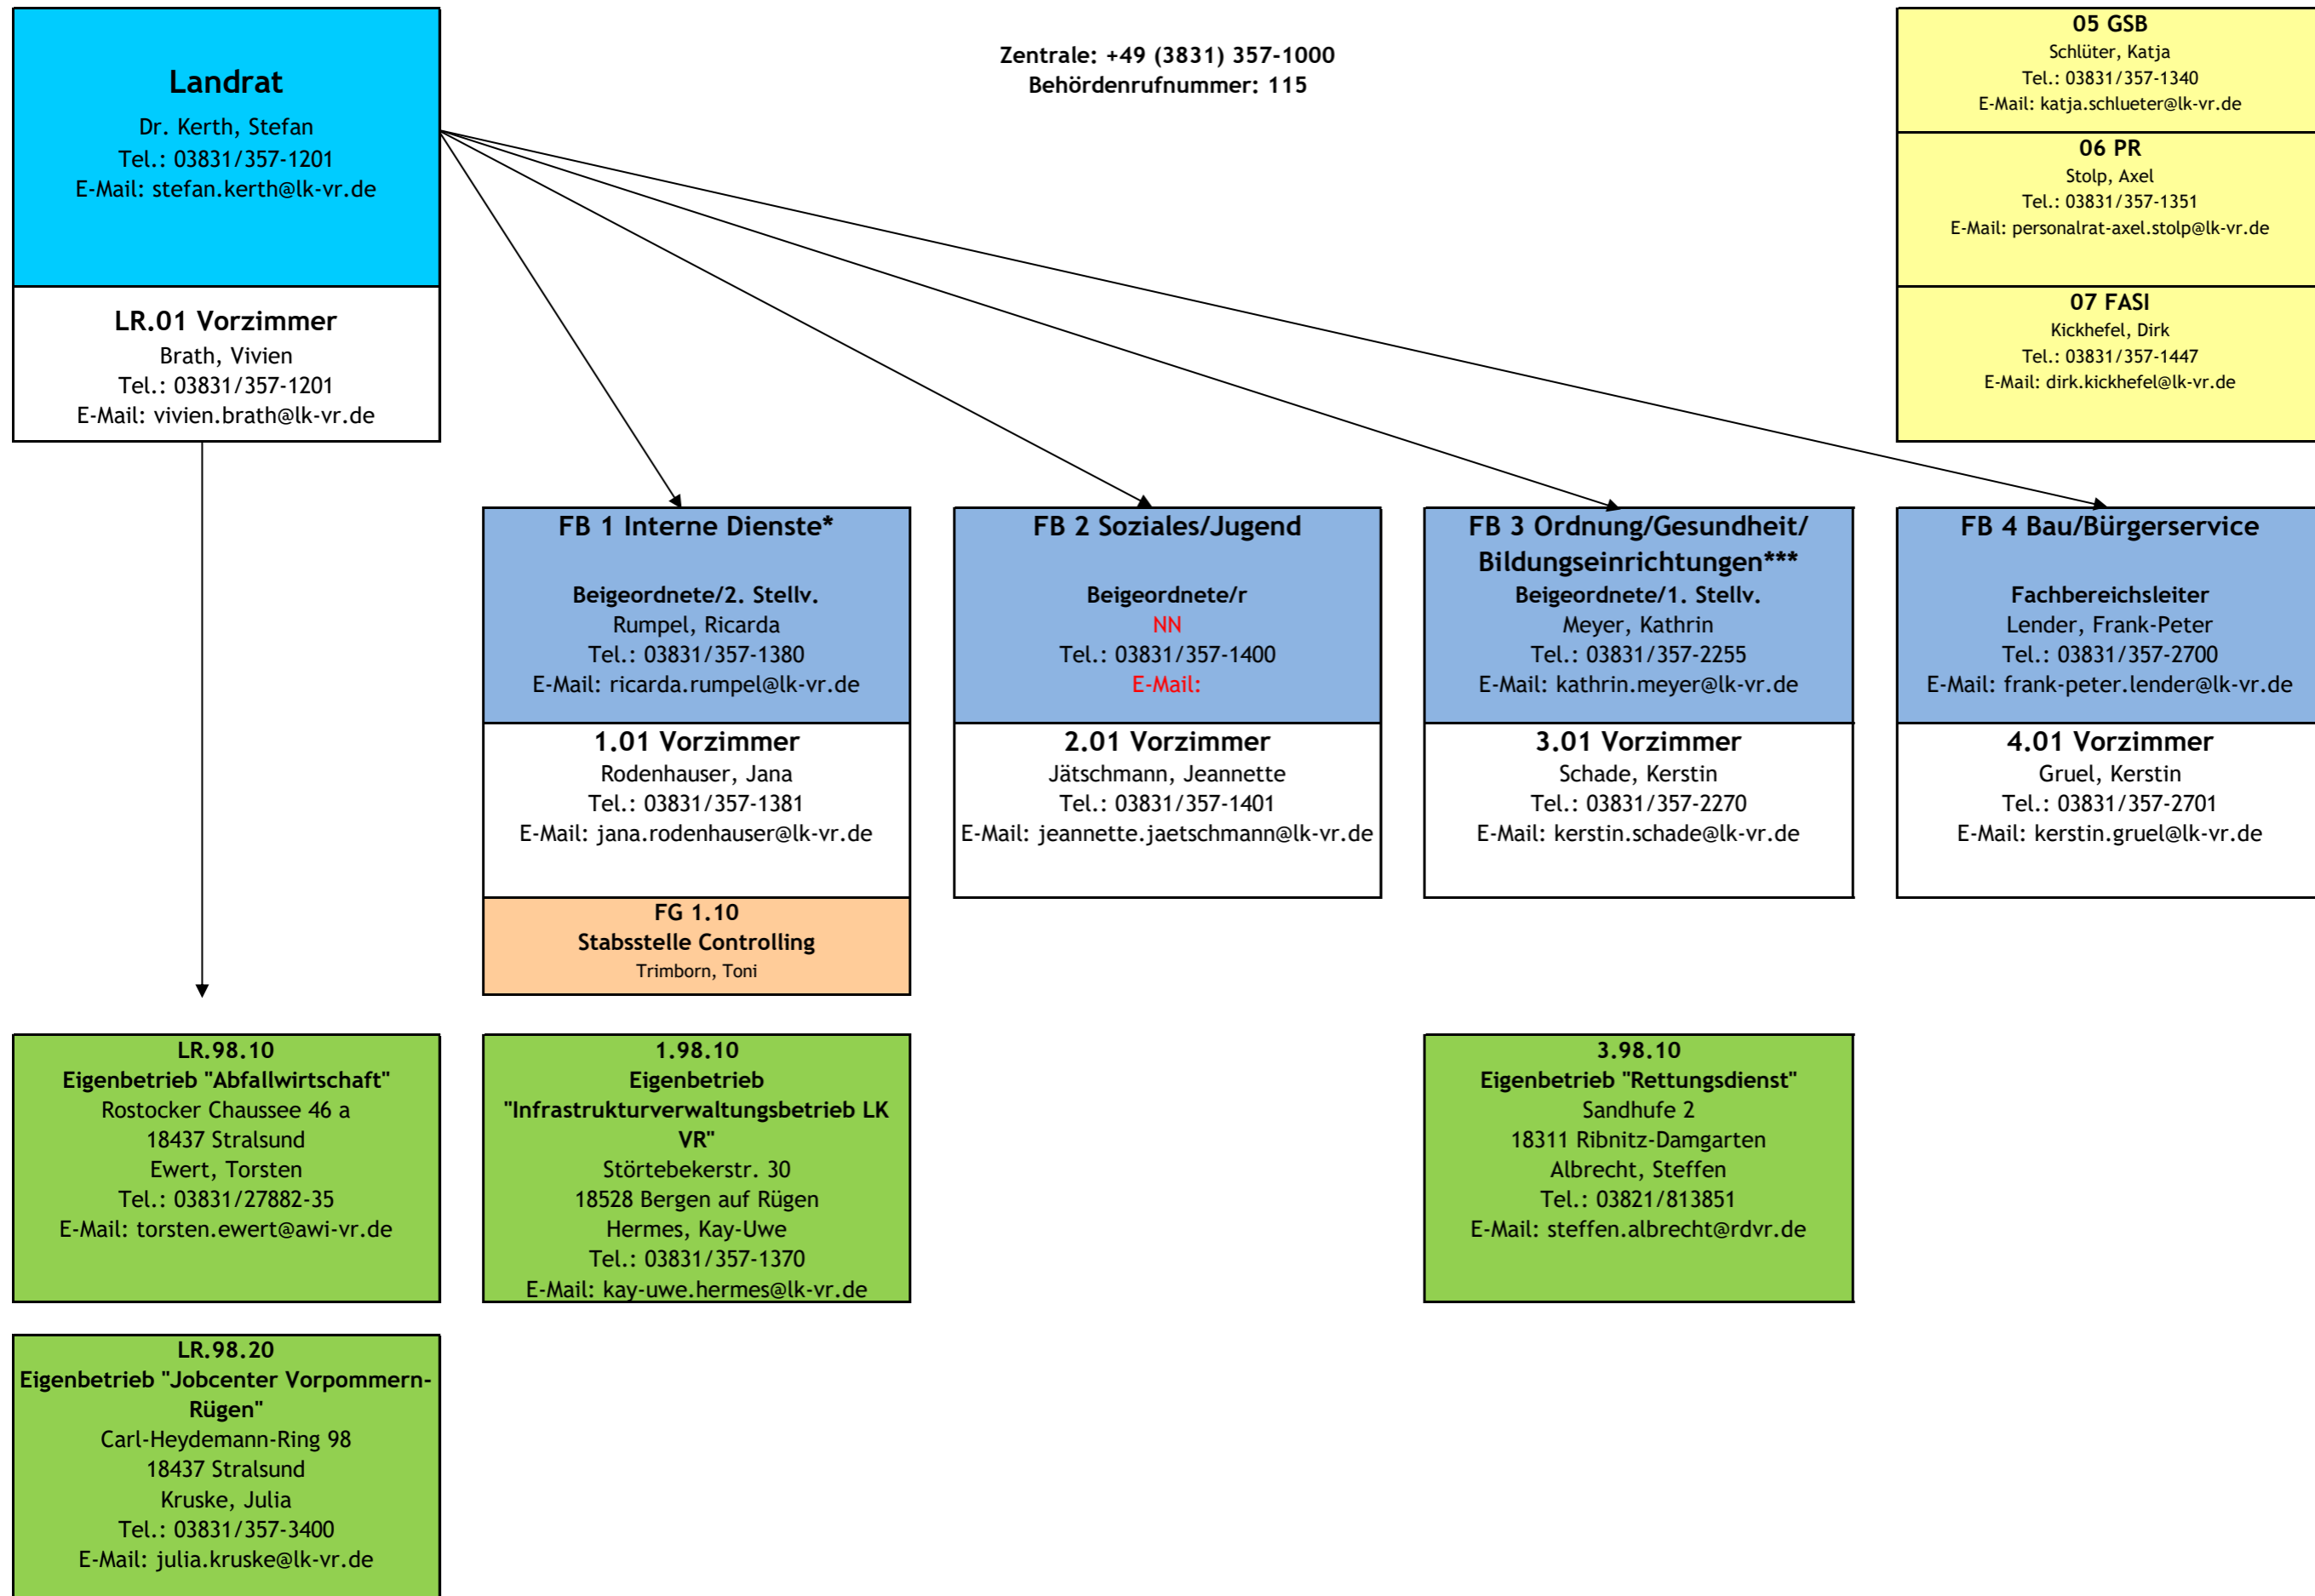 Landrat
Dr. Kerth, Stefan
Tel.: 03831/357-1201
E-Mail: stefan.kerth@lk-vr.de
LR.01 Vorzimmer
Brath, Vivien
Tel.: 03831/357-1201
E-Mail: vivien.brath@lk-vr.de
Zentrale: +49 (3831) 357-1000
Behördenrufnummer: 115
05 GSB
Schlüter, Katja
Tel.: 03831/357-1340
E-Mail: katja.schlueter@lk-vr.de
06 PR
Stolp, Axel
Tel.: 03831/357-1351
E-Mail: personalrat-axel.stolp@lk-vr.de
07 FASI
Kickhefel, Dirk
Tel.: 03831/357-1447
E-Mail: dirk.kickhefel@lk-vr.de
FB 1 Interne Dienste*
Beigeordnete/2. Stellv.
Rumpel, Ricarda
Tel.: 03831/357-1380
E-Mail: ricarda.rumpel@lk-vr.de
1.01 Vorzimmer
Rodenhauser, Jana
Tel.: 03831/357-1381
E-Mail: jana.rodenhauser@lk-vr.de
FG 1.10
Stabsstelle Controlling
Trimborn, Toni
FB 2 Soziales/Jugend
Beigeordnete/r
NN
Tel.: 03831/357-1400
E-Mail:
2.01 Vorzimmer
Jätschmann, Jeannette
Tel.: 03831/357-1401
E-Mail: jeannette.jaetschmann@lk-vr.de
FB 3 Ordnung/Gesundheit/
Bildungseinrichtungen***
Beigeordnete/1. Stellv.
Meyer, Kathrin
Tel.: 03831/357-2255
E-Mail: kathrin.meyer@lk-vr.de
3.01 Vorzimmer
Schade, Kerstin
Tel.: 03831/357-2270
E-Mail: kerstin.schade@lk-vr.de
FB 4 Bau/Bürgerservice
Fachbereichsleiter
Lender, Frank-Peter
Tel.: 03831/357-2700
E-Mail: frank-peter.lender@lk-vr.de
4.01 Vorzimmer
Gruel, Kerstin
Tel.: 03831/357-2701
E-Mail: kerstin.gruel@lk-vr.de
LR.98.10
Eigenbetrieb "Abfallwirtschaft"
Rostocker Chaussee 46 a
18437 Stralsund
Ewert, Torsten
Tel.: 03831/27882-35
E-Mail: torsten.ewert@awi-vr.de
1.98.10
Eigenbetrieb
"Infrastrukturverwaltungsbetrieb LK
VR"
Störtebekerstr. 30
18528 Bergen auf Rügen
Hermes, Kay-Uwe
Tel.: 03831/357-1370
E-Mail: kay-uwe.hermes@lk-vr.de
3.98.10
Eigenbetrieb "Rettungsdienst"
Sandhufe 2
18311 Ribnitz-Damgarten
Albrecht, Steffen
Tel.: 03821/813851
E-Mail: steffen.albrecht@rdvr.de
LR.98.20
Eigenbetrieb "Jobcenter Vorpommern-
Rügen"
Carl-Heydemann-Ring 98
18437 Stralsund
Kruske, Julia
Tel.: 03831/357-3400
E-Mail: julia.kruske@lk-vr.de